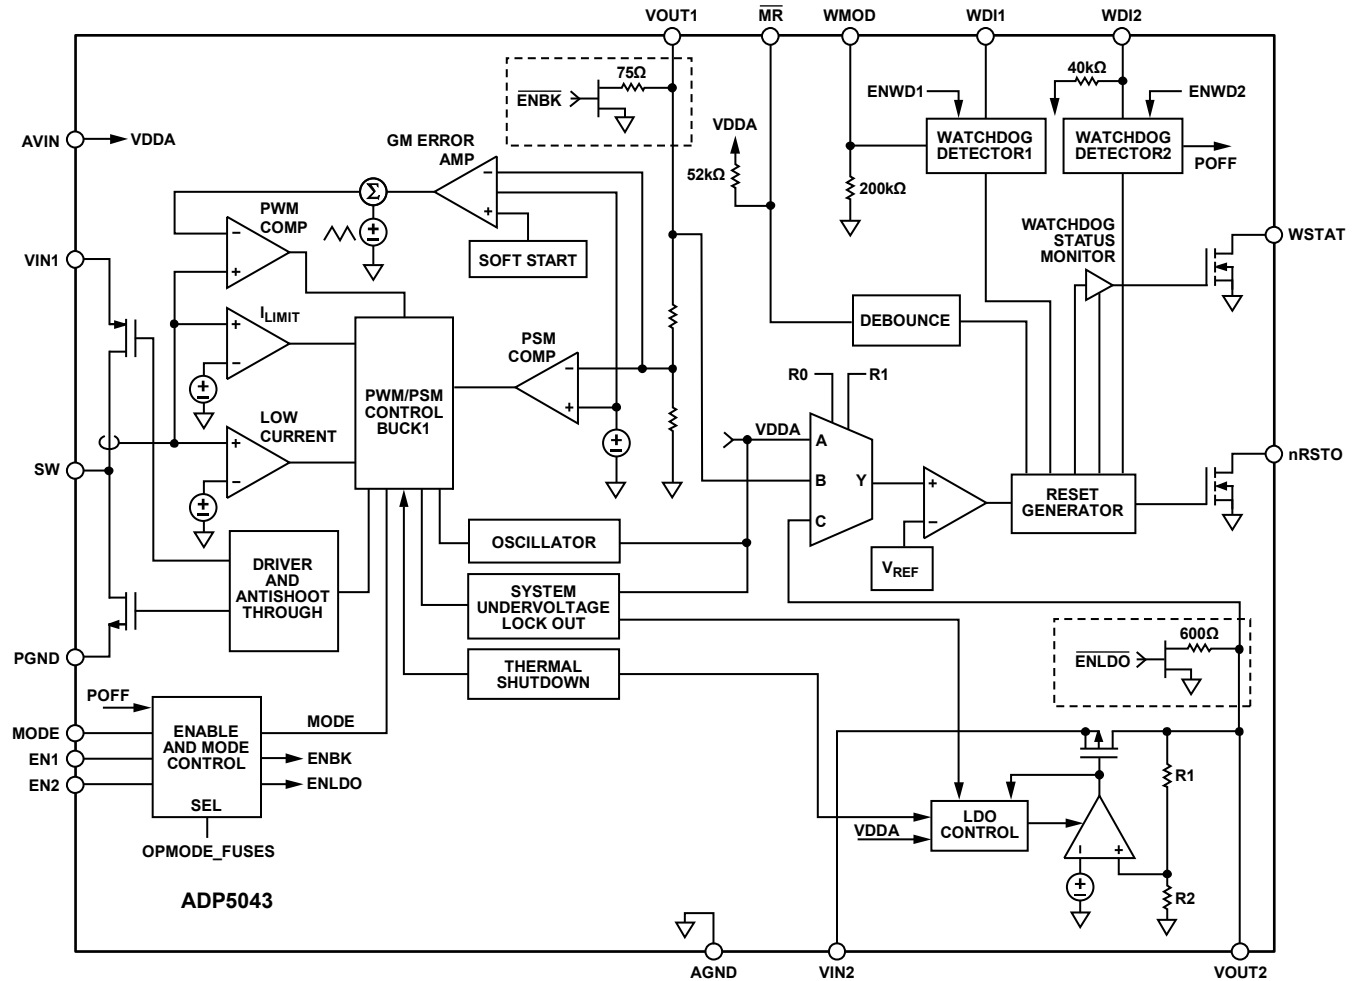 VOUT1
MR
WMOD
WDI1
WDI2
75Ω
ENBK
40kΩ
ENWD1
ENWD2
AVIN
VDDA
GM ERROR
AMP
VDDA
WATCHDOG
DETECTOR1
WATCHDOG
DETECTOR2
POFF
52kΩ
200kΩ
Σ
PWM
COMP
−
+
−
+
SOFT START
WATCHDOG
STATUS
MONITOR
WSTAT
VIN1
ILIMIT
+
−
DEBOUNCE
PSM
COMP
−
+
PWM/PSM
CONTROL
BUCK1
R0
R1
LOW
CURRENT
+
−
VDDA
A
B
C
Y
+
−
SW
nRSTO
RESET
GENERATOR
VREF
OSCILLATOR
DRIVER
AND
ANTISHOOT
THROUGH
SYSTEM
UNDERVOLTAGE
LOCK OUT
600Ω
ENLDO
PGND
THERMAL
SHUTDOWN
POFF
MODE
EN1
EN2
ENABLE
AND MODE
CONTROL
SEL
MODE
ENBK
ENLDO
OPMODE_FUSES
R1
LDO
CONTROL
VDDA
−
+
R2
ADP5043
AGND
VIN2
VOUT2